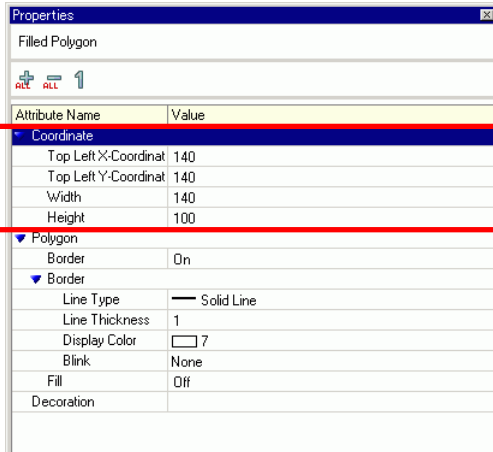 Properties
Filled Polygon
ALL ALL 1
Attribute Name Value
Coordinate
Top Left X-Coordinat 140
Top Left Y-Coordinat 140
Width 140
Height 100
Polygon
Border On
Border
Line Type Solid Line
Line Thickness 1
Display Color 7
Blink None
Fill Off
Decoration